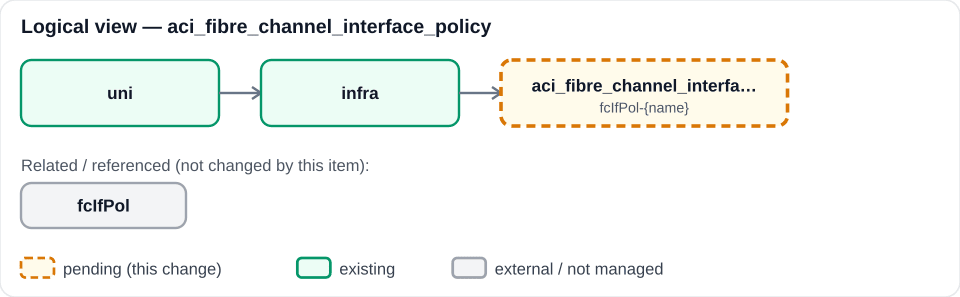 Logical view — aci_fibre_channel_interface_policy
uni
infra
aci_fibre_channel_interfa...
fcIfPol-{name}
Related / referenced (not changed by this item):
fcIfPol
pending (this change)
existing
external / not managed